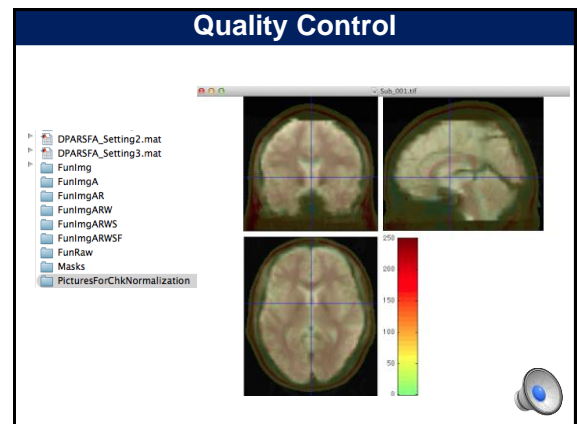 Quality Control
Sub_001.tif
DPARSFA_Setting2.mat
DPARSFA_Setting3.mat
FunImg
FunImgA
FunImgAR
FunImgARW
FunImgARWS
FunImgARWSF
FunRaw
Masks
PicturesForChkNormalization
250
200
150
100
50
0